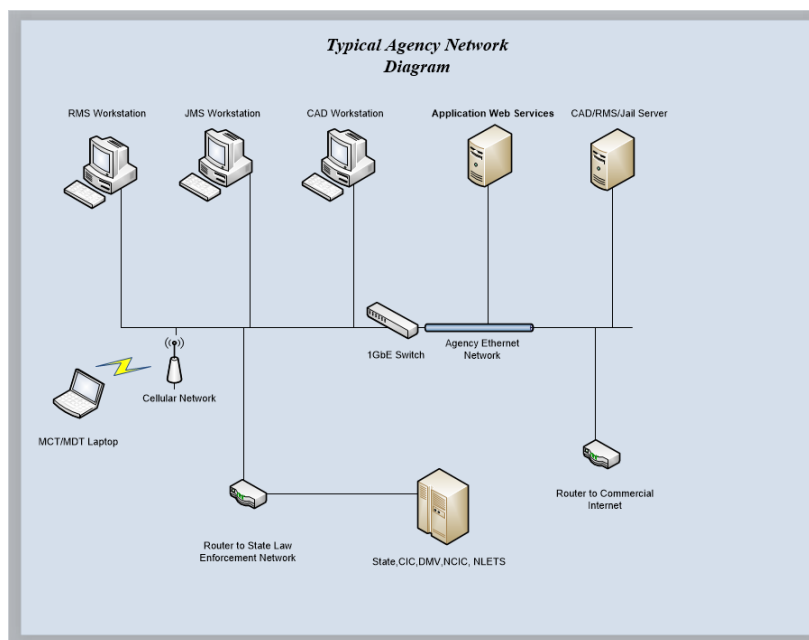 Typical Agency Network
Diagram
RMS Workstation
JMS Workstation
CAD Workstation
Application Web Services
CAD/RMS/Jail Server
1GbE Switch
Agency Ethernet
Network
Cellular Network
MCT/MDT Laptop
Router to Commercial
Internet
Router to State Law
Enforcement Network
State,CIC,DMV,NCIC, NLETS